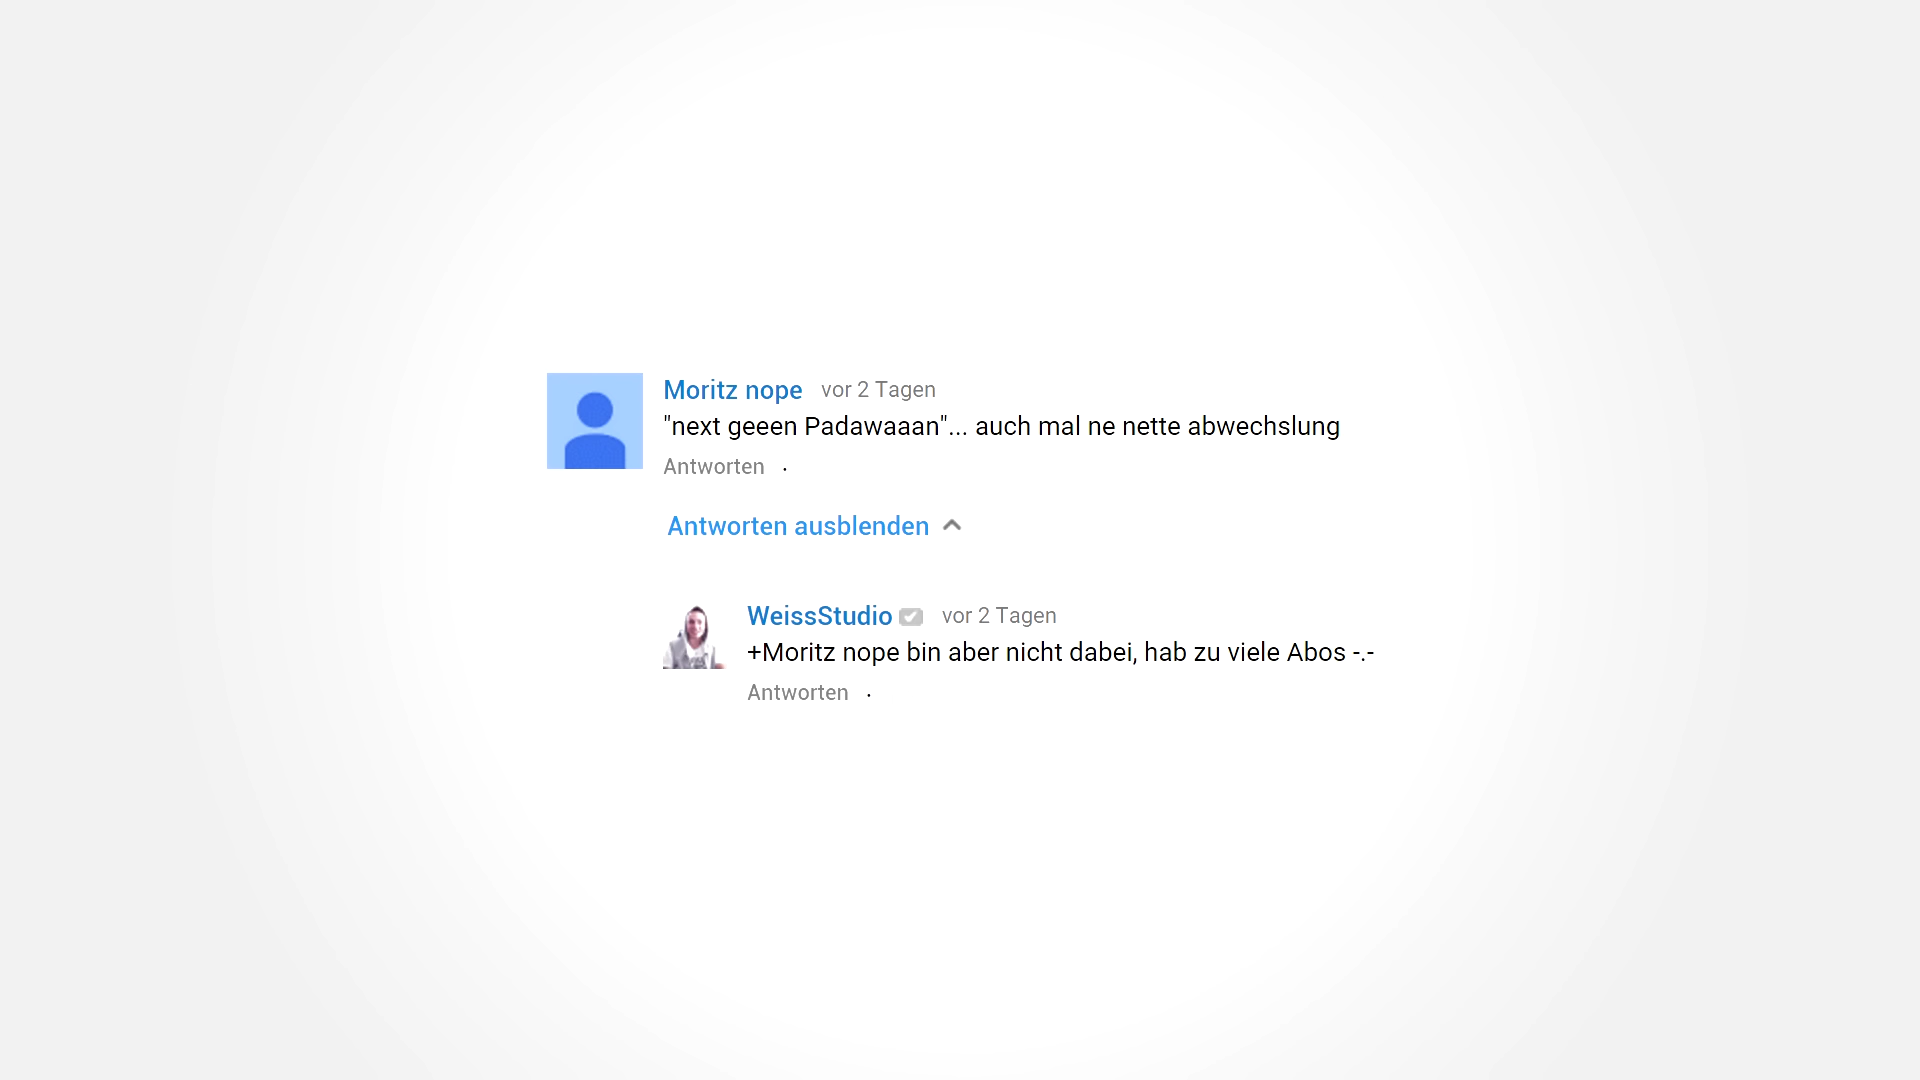 Moritz nope vor 2 Tagen
"next geeen Padawaaan"... auch mal ne nette abwechslung
Antworten ·
Antworten ausblenden
WeissStudio vor 2 Tagen
+Moritz nope bin aber nicht dabei, hab zu viele Abos -.-
Antworten ·